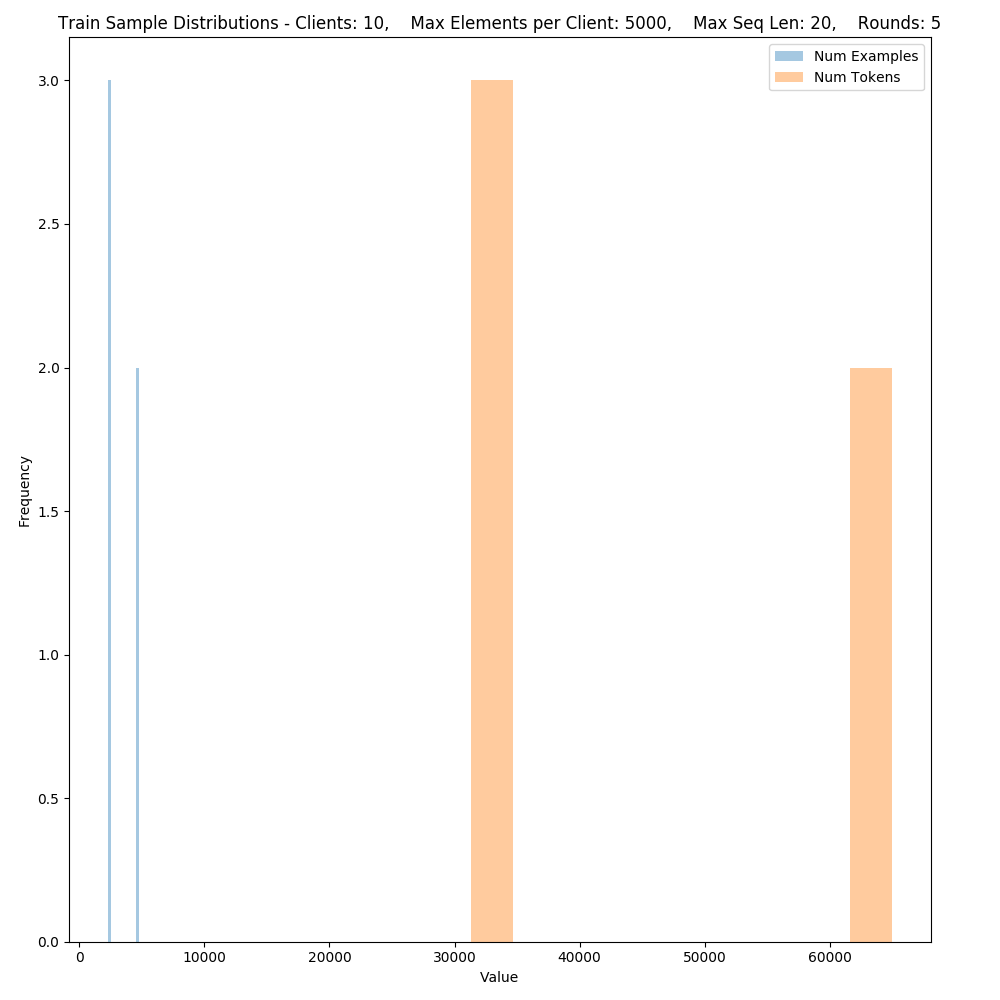 Train Sample Distributions - Clients: 10,    Max Elements per Client: 5000,    Max Seq Len: 20,    Rounds: 5
Num Examples
Num Tokens
3.0
2.5
2.0
1.5
1.0
0.5
0.0
Frequency
0 10000 20000 30000 40000 50000 60000
Value